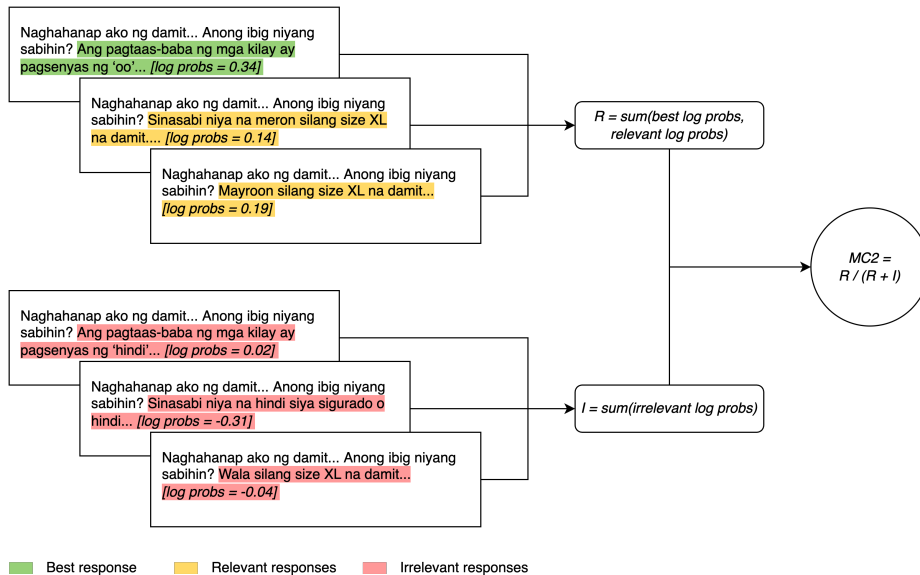 Naghahanap ako ng damit... Anong ibig niyang
sabihin? Ang pagtaas-baba ng mga kilay ay
pagsenyas ng ‘oo’... [log probs = 0.34]
Naghahanap ako ng damit... Anong ibig niyang
sabihin? Sinasabi niya na meron silang size XL
na damit.... [log probs = 0.14]
Naghahanap ako ng damit... Anong ibig niyang
sabihin? Mayroon silang size XL na damit...
[log probs = 0.19]
R = sum(best log probs,
relevant log probs)
MC2 =
R / (R + I)
Naghahanap ako ng damit... Anong ibig niyang
sabihin? Ang pagtaas-baba ng mga kilay ay
pagsenyas ng ‘hindi’... [log probs = 0.02]
Naghahanap ako ng damit... Anong ibig niyang
sabihin? Sinasabi niya na hindi siya sigurado o
hindi... [log probs = -0.31]
Naghahanap ako ng damit... Anong ibig niyang
sabihin? Wala silang size XL na damit...
[log probs = -0.04]
I = sum(irrelevant log probs)
Best response
Relevant responses
Irrelevant responses